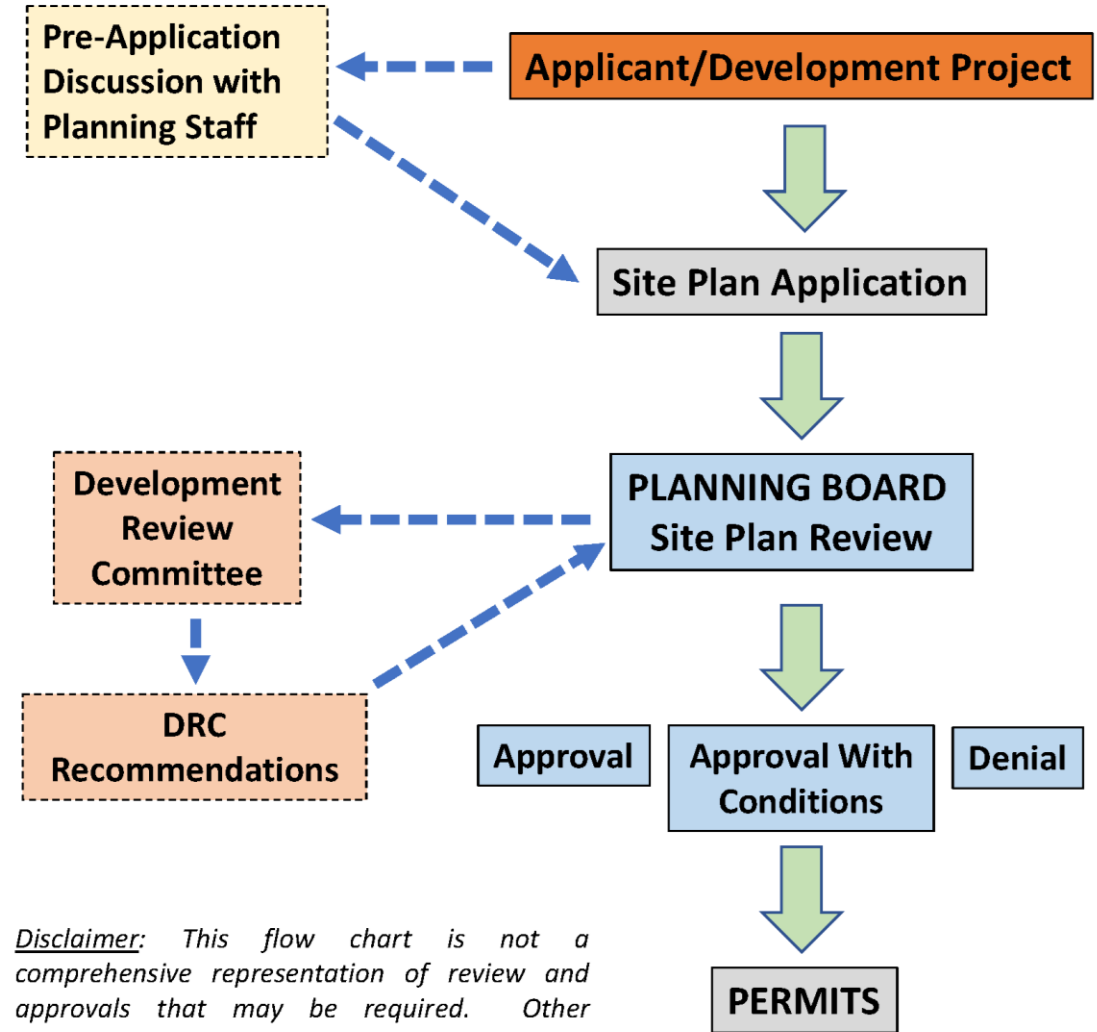 Pre-Application
Discussion with
Planning Staff
Applicant/Development Project
Site Plan Application
PLANNING BOARD
Site Plan Review
Development
Review
Committee
DRC
Recommendations
Approval
Approval With
Conditions
Denial
PERMITS
Disclaimer: This flow chart is not a
comprehensive representation of review and
approvals that may be required. Other